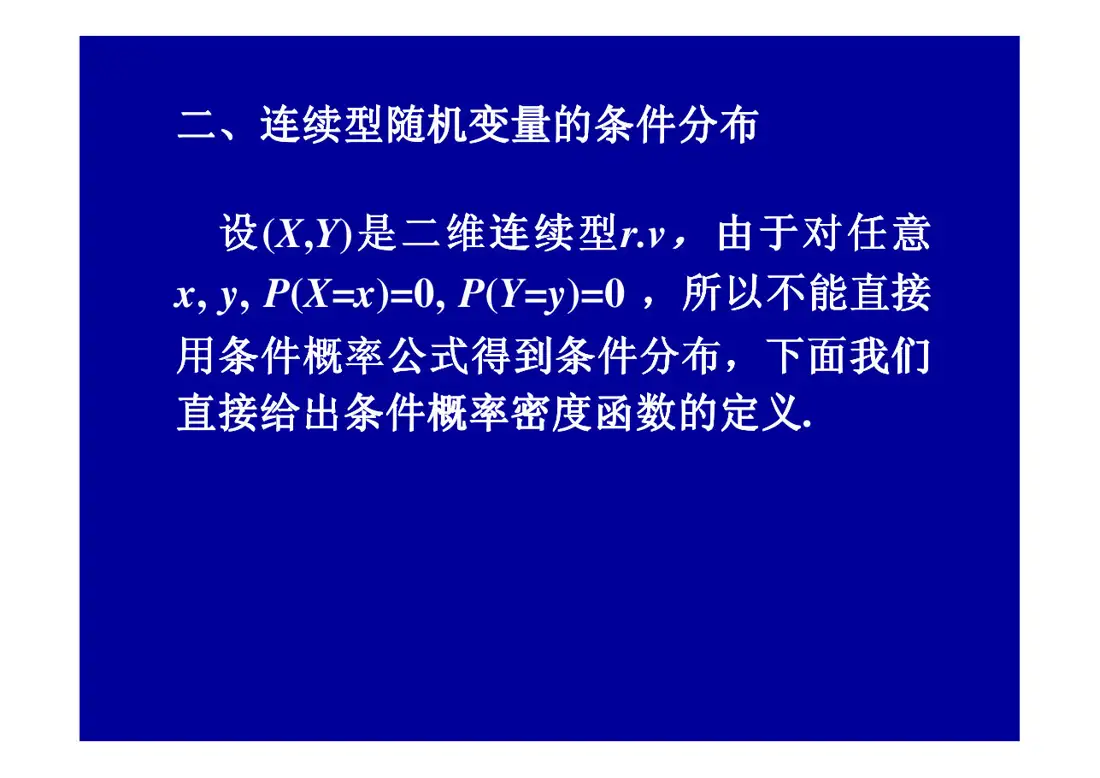 二、连续型随机变量的条件分布
设(X,Y)是二维连续型r.v，由于对任意
x, y, P(X=x)=0, P(Y=y)=0 ，所以不能直接
用条件概率公式得到条件分布，下面我们
直接给出条件概率密度函数的定义.